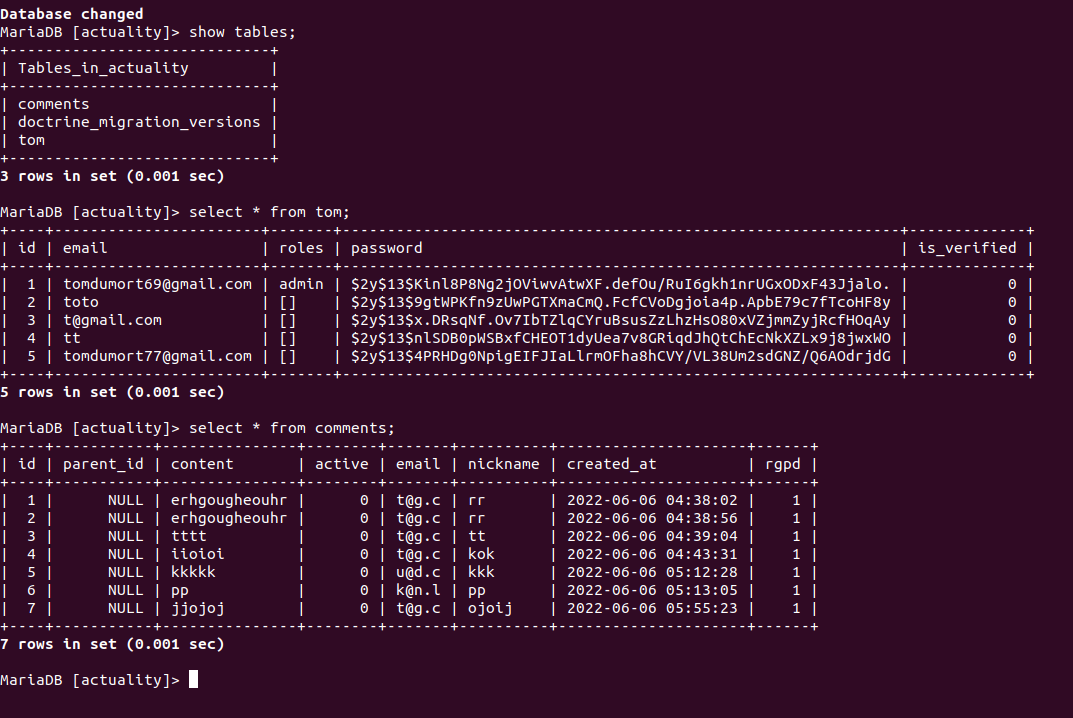 Database changed
MariaDB [actuality]> show tables;
+-----------------------------+
| Tables_in_actuality         |
+-----------------------------+
| comments                    |
| doctrine_migration_versions |
| tom                         |
+-----------------------------+
3 rows in set (0.001 sec)

MariaDB [actuality]> select * from tom;
+----+-----------------------+-------+--------------------------------------------------------------+-------------+
| id | email                 | roles | password                                                     | is_verified |
+----+-----------------------+-------+--------------------------------------------------------------+-------------+
|  1 | tomdumort69@gmail.com | admin | $2y$13$Kinl8P8Ng2jOViwvAtwXF.defOu/RuI6gkh1nrUGxODxF43Jjalo. |           0 |
|  2 | toto                  | []    | $2y$13$9gtWPKfn9zUwPGTXmaCmQ.FcfCVoDgjoia4p.ApbE79c7fTcoHF8y |           0 |
|  3 | t@gmail.com           | []    | $2y$13$x.DRsqNf.Ov7IbTZlqCYruBsusZzLhzHsO80xVZjmmZyjRcfHOqAy |           0 |
|  4 | tt                    | []    | $2y$13$nlSDB0pWSBxfCHEOT1dyUea7v8GRiqdJhQtChEcNkXZLx9j8jwxWO |           0 |
|  5 | tomdumort77@gmail.com | []    | $2y$13$4PRHDg0NpigEIFJIaLlrmOFha8hCVY/VL38Um2sdGNZ/Q6AOdrjdG |           0 |
+----+-----------------------+-------+--------------------------------------------------------------+-------------+
5 rows in set (0.001 sec)

MariaDB [actuality]> select * from comments;
+----+-----------+---------------+--------+-------+----------+---------------------+------+
| id | parent_id | content       | active | email | nickname | created_at          | rgpd |
+----+-----------+---------------+--------+-------+----------+---------------------+------+
|  1 |      NULL | erhgougheouhr |      0 | t@g.c | rr       | 2022-06-06 04:38:02 |    1 |
|  2 |      NULL | erhgougheouhr |      0 | t@g.c | rr       | 2022-06-06 04:38:56 |    1 |
|  3 |      NULL | tttt          |      0 | t@g.c | tt       | 2022-06-06 04:39:04 |    1 |
|  4 |      NULL | iioioi        |      0 | t@g.c | kok      | 2022-06-06 04:43:31 |    1 |
|  5 |      NULL | kkkkk         |      0 | u@d.c | kkk      | 2022-06-06 05:12:28 |    1 |
|  6 |      NULL | pp            |      0 | k@n.l | pp       | 2022-06-06 05:13:05 |    1 |
|  7 |      NULL | jjojoj        |      0 | t@g.c | ojoij    | 2022-06-06 05:55:23 |    1 |
+----+-----------+---------------+--------+-------+----------+---------------------+------+
7 rows in set (0.001 sec)

MariaDB [actuality]>